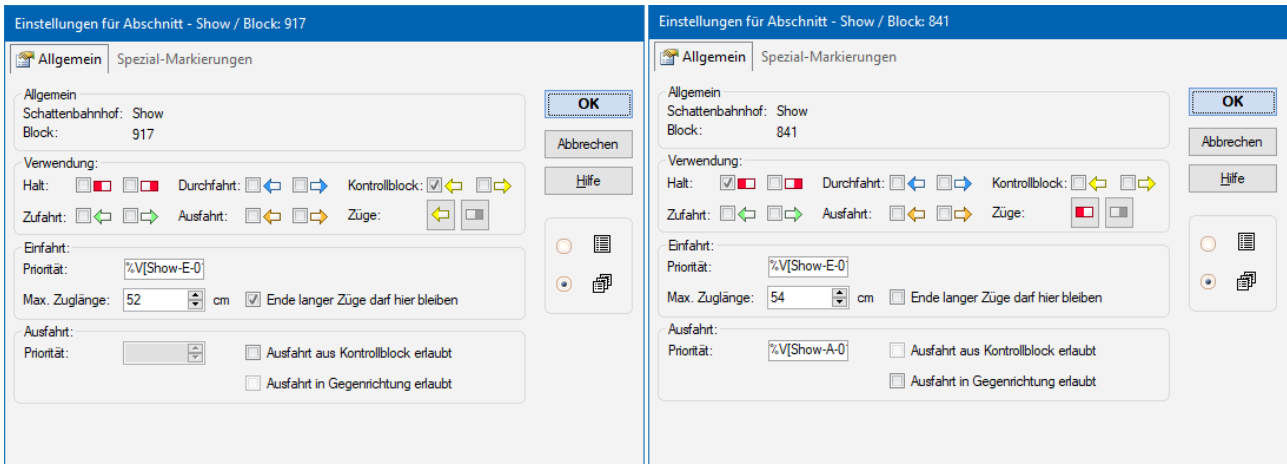 Einstellungen für Abschnitt - Show / Block: 917
Allgemein Spezial-Markierungen
Allgemein
Schattenbahnhof: Show
Block: 917
OK
Abbrechen
Hilfe
Verwendung:
Halt: Durchfahrt: Kontrollblock:
Zufahrt: Ausfahrt: Züge:
Einfahrt:
Priorität: %V[Show-E-0
Max. Zuglänge: 52 cm Ende langer Züge darf hier bleiben
Ausfahrt:
Priorität: Ausfahrt aus Kontrollblock erlaubt
Ausfahrt in Gegenrichtung erlaubt
Einstellungen für Abschnitt - Show / Block: 841
Allgemein Spezial-Markierungen
Allgemein
Schattenbahnhof: Show
Block: 841
OK
Abbrechen
Hilfe
Verwendung:
Halt: Durchfahrt: Kontrollblock:
Zufahrt: Ausfahrt: Züge:
Einfahrt:
Priorität: %V[Show-E-0
Max. Zuglänge: 54 cm Ende langer Züge darf hier bleiben
Ausfahrt:
Priorität: %V[Show-A-0 Ausfahrt aus Kontrollblock erlaubt
Ausfahrt in Gegenrichtung erlaubt